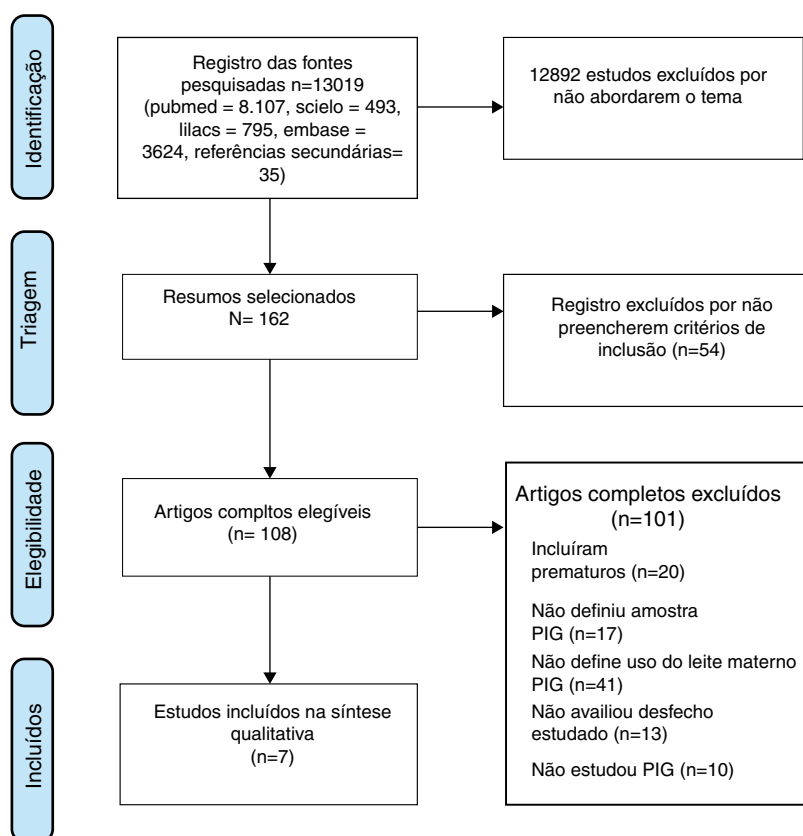 Identificação
Registro das fontes
pesquisadas n=13019
(pubmed = 8.107, scielo = 493,
lilacs = 795, embase =
3624, referências secundárias=
35)
12892 estudos excluídos por
não abordarem o tema
Triagem
Resumos selecionados
N= 162
Registro excluídos por não
preencherem critérios de
inclusão (n=54)
Elegibilidade
Artigos compltos elegíveis
(n= 108)
Artigos completos excluídos
(n=101)
Incluíram
prematuros (n=20)
Não definiu amostra
PIG (n=17)
Não define uso do leite materno
PIG (n=41)
Não availiou desfecho
estudado (n=13)
Não estudou PIG (n=10)
Incluídos
Estudos incluídos na síntese
qualitativa
(n=7)